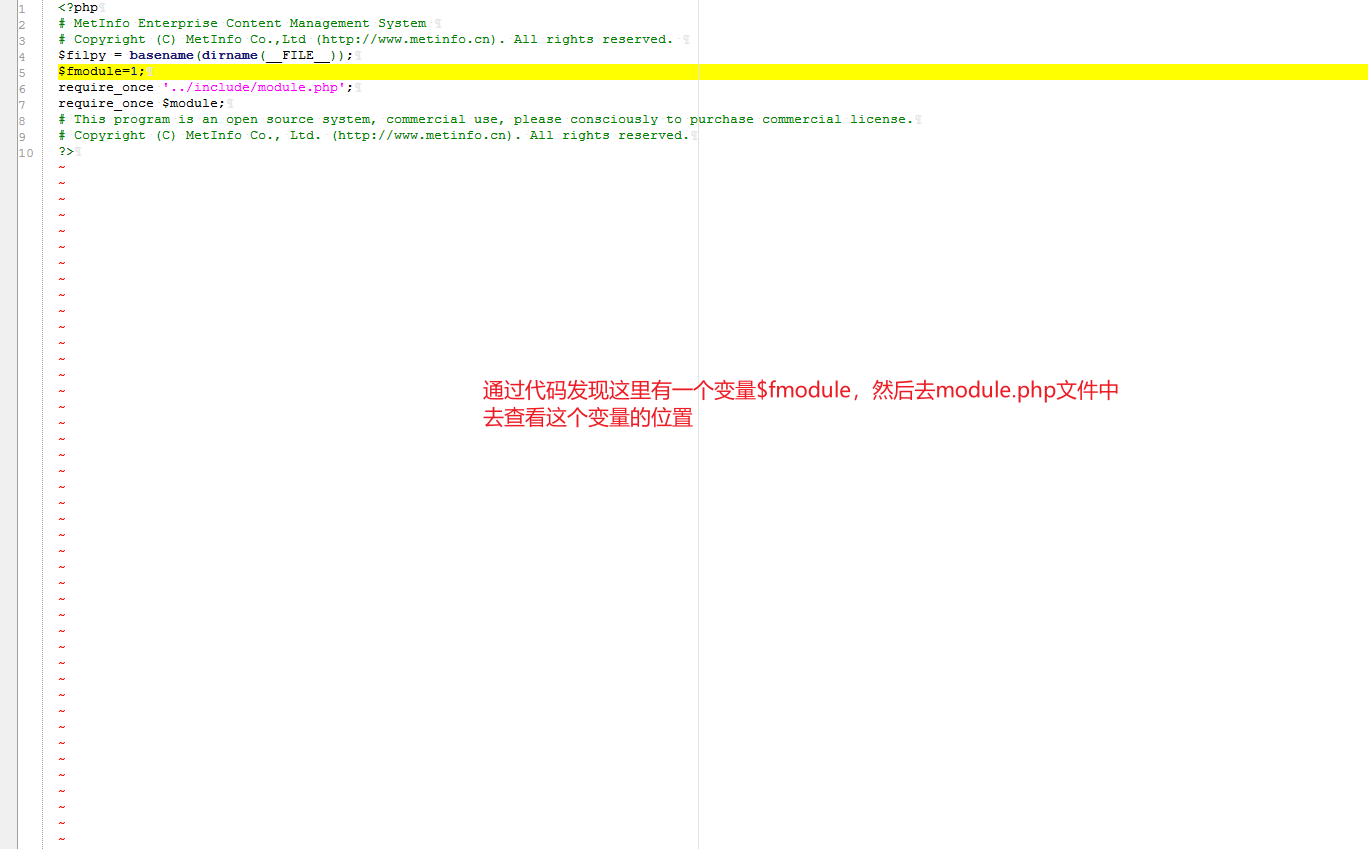 1 <?php
2 # MetInfo Enterprise Content Management System
3 # Copyright (C) MetInfo Co.,Ltd (http://www.metinfo.cn). All rights reserved.
4 $filpy = basename(dirname(__FILE__));
5 $fmodule=1;
6 require_once '../include/module.php';
7 require_once $module;
8 # This program is an open source system, commercial use, please consciously to purchase commercial license.
9 # Copyright (C) MetInfo Co., Ltd. (http://www.metinfo.cn). All rights reserved.
10 ?>
通过代码发现这里有一个变量$fmodule，然后去module.php文件中
去查看这个变量的位置